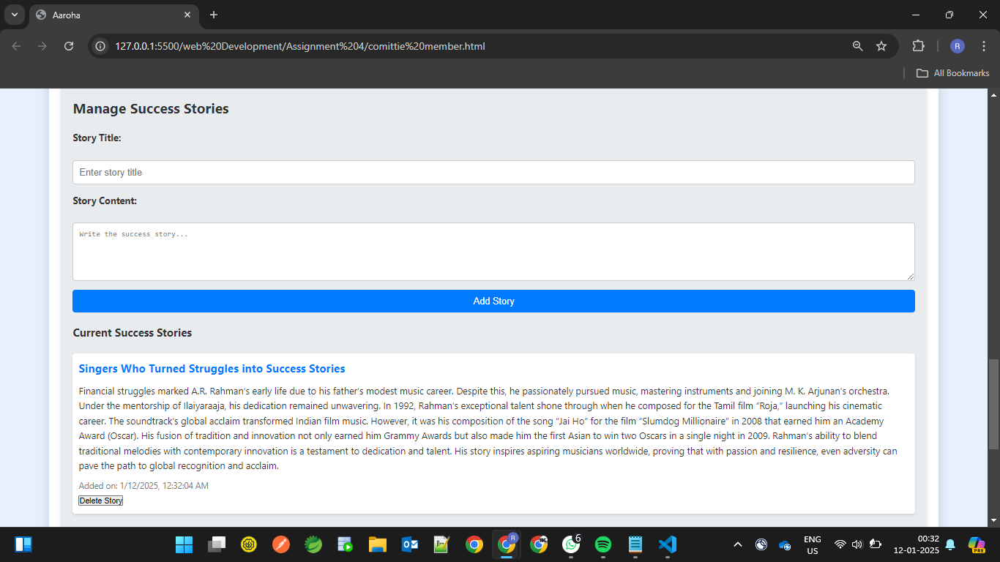 Aaroha
127.0.0.1:5500/web%20Development/Assignment%204/comittie%20member.html
R
All Bookmarks
Manage Success Stories
Story Title:
Enter story title
Story Content:
Write the success story...
Add Story
Current Success Stories
Singers Who Turned Struggles into Success Stories
Financial struggles marked A.R. Rahman's early life due to his father's modest music career. Despite this, he passionately pursued music, mastering instruments and joining M. K. Arjunan's orchestra.
Under the mentorship of Ilaiyaraaja, his dedication remained unwavering. In 1992, Rahman's exceptional talent shone through when he composed for the Tamil film “Roja,” launching his cinematic
career. The soundtrack's global acclaim transformed Indian film music. However, it was his composition of the song “Jai Ho” for the film “Slumdog Millionaire” in 2008 that earned him an Academy
Award (Oscar). His fusion of tradition and innovation not only earned him Grammy Awards but also made him the first Asian to win two Oscars in a single night in 2009. Rahman's ability to blend
traditional melodies with contemporary innovation is a testament to dedication and talent. His story inspires aspiring musicians worldwide, proving that with passion and resilience, even adversity can
pave the path to global recognition and acclaim.
Added on: 1/12/2025, 12:32:04 AM
Delete Story
R
6
ENG
US
00:32
12-01-2025
PRE